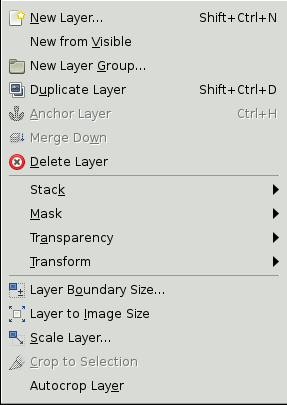 New Layer... Shift+Ctrl+N
New from Visible
New Layer Group...
Duplicate Layer Shift+Ctrl+D
Anchor Layer Ctrl+H
Merge Down
Delete Layer
Stack
Mask
Transparency
Transform
Layer Boundary Size...
Layer to Image Size
Scale Layer...
Crop to Selection
Autocrop Layer